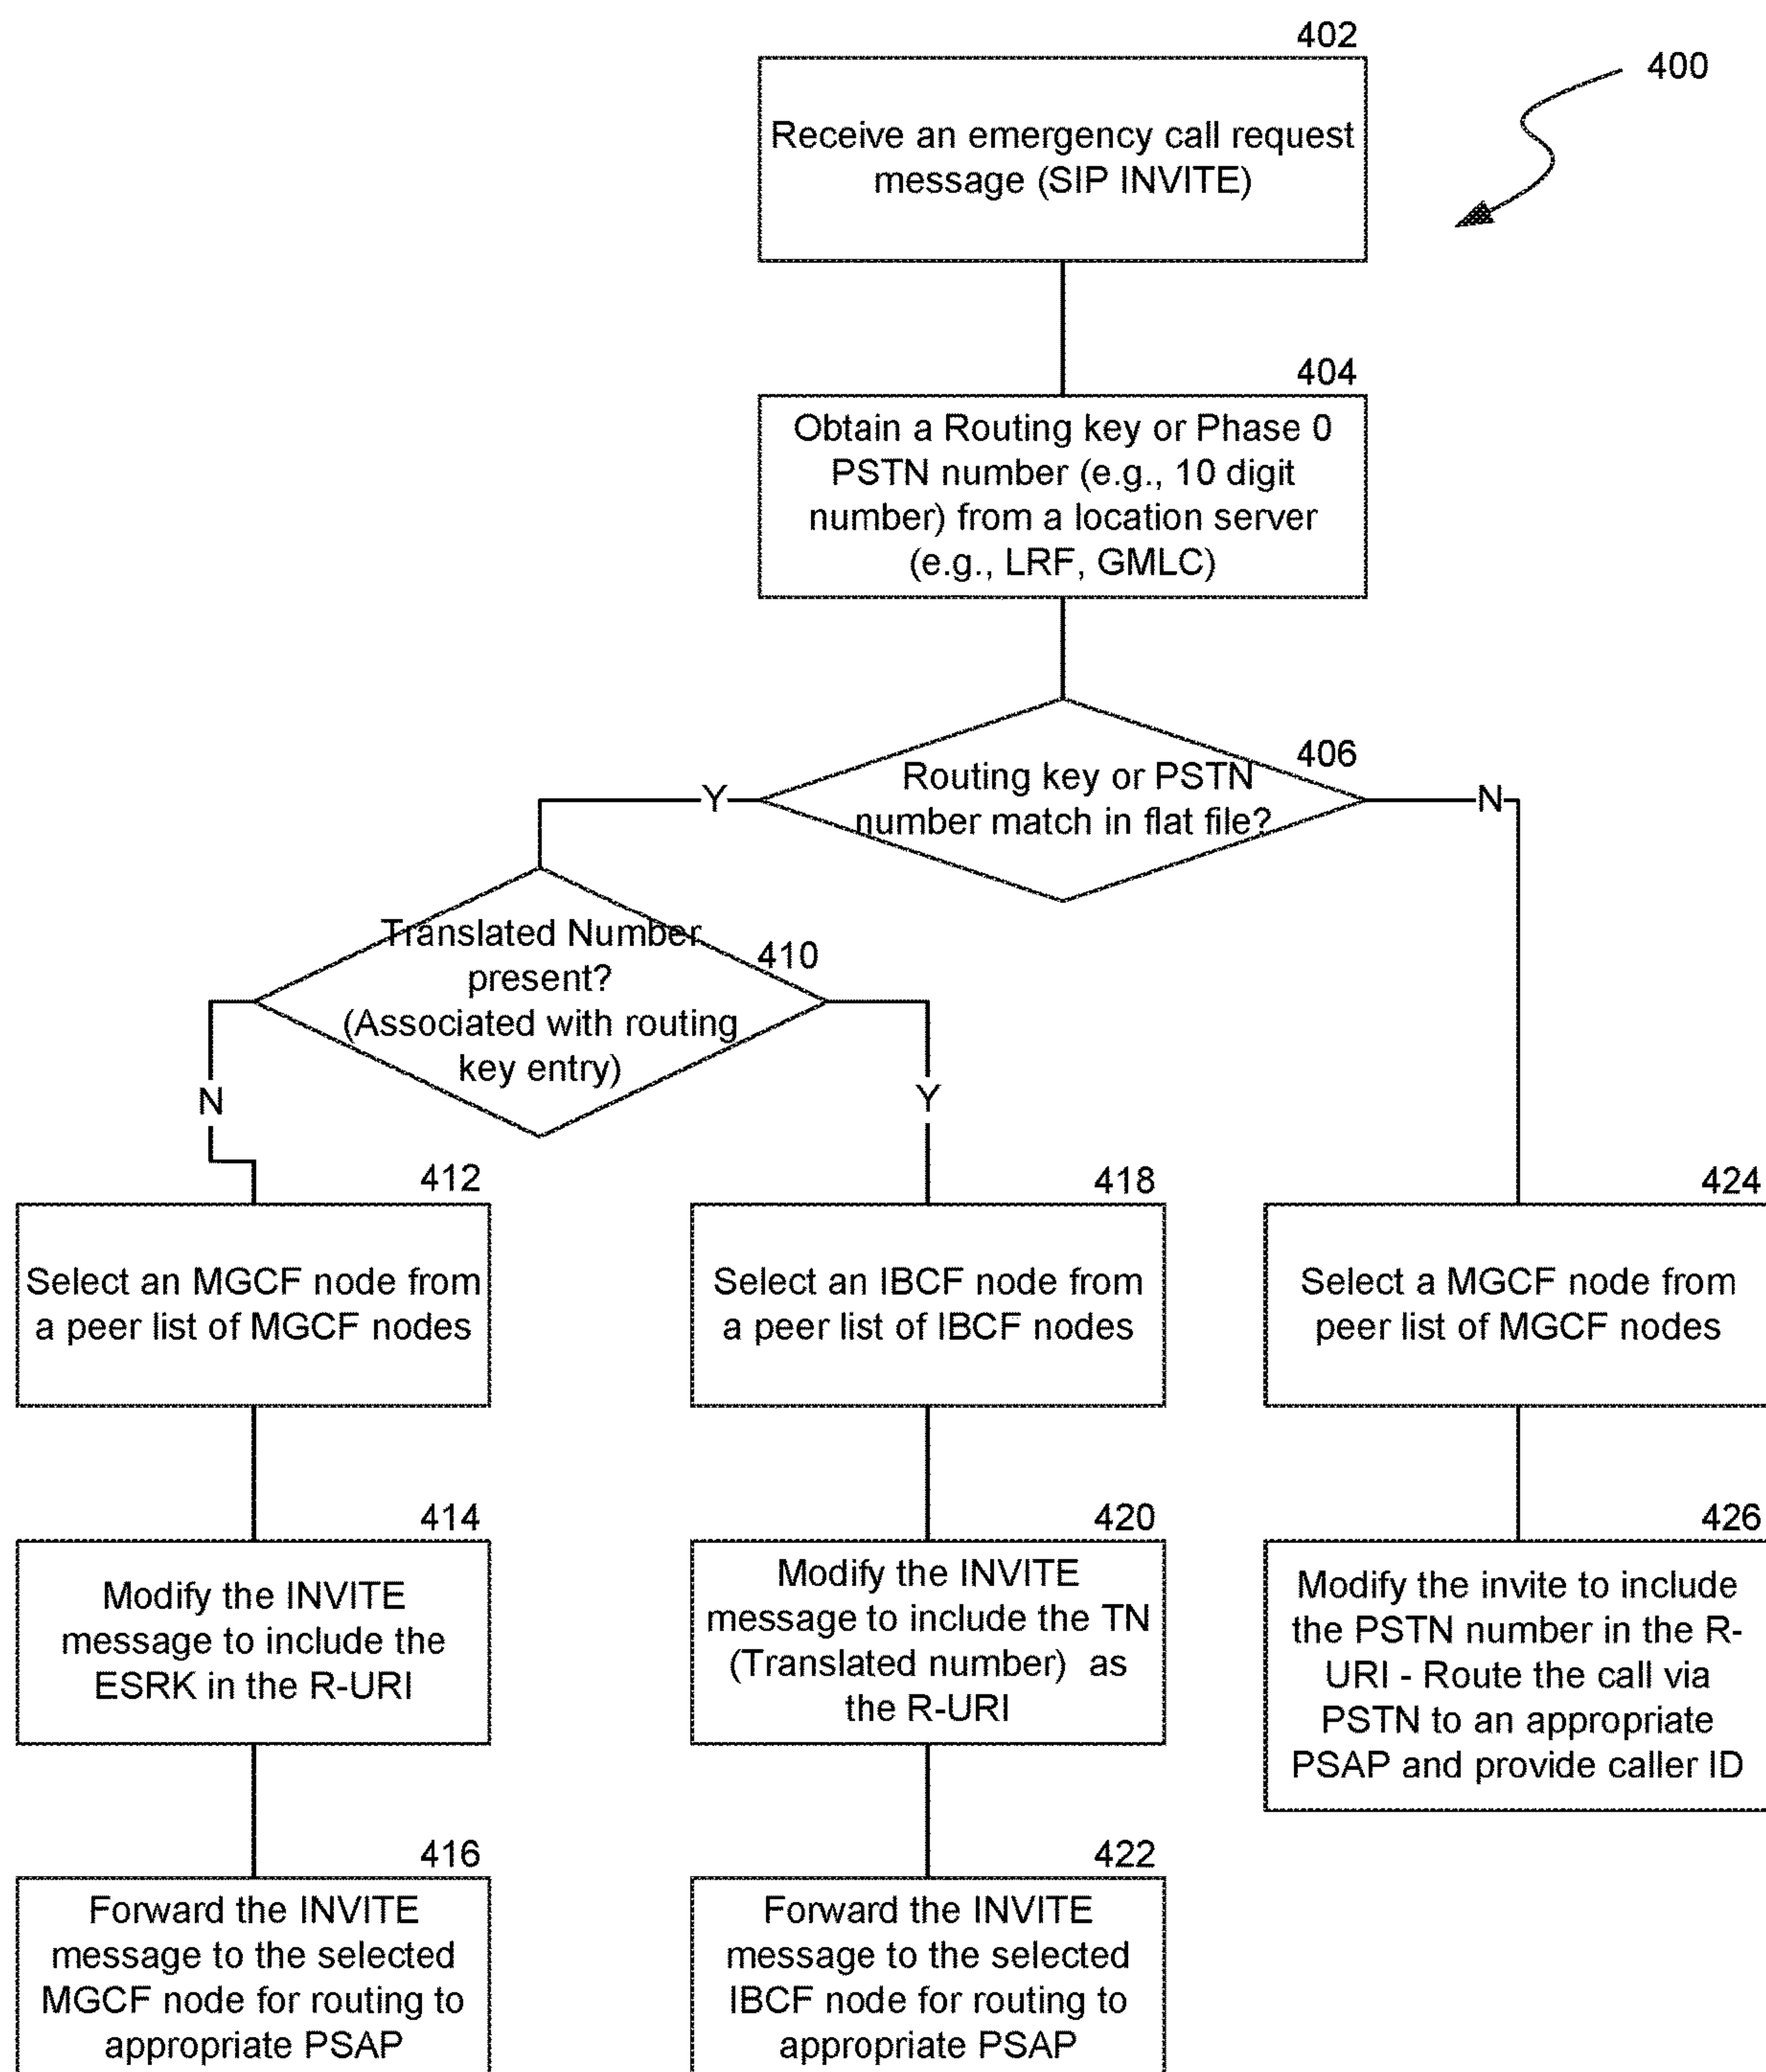 402
400
Receive an emergency call request
message (SIP INVITE)
404
Obtain a Routing key or Phase 0
PSTN number (e.g., 10 digit
number) from a location server
(e.g., LRF, GMLC)
406
Routing key or PSTN
number match in flat file?
Y
N
Translated Number
present?
410
(Associated with routing
key entry)
N
Y
412
Select an MGCF node from
a peer list of MGCF nodes
418
Select an IBCF node from
a peer list of IBCF nodes
424
Select a MGCF node from
peer list of MGCF nodes
414
Modify the INVITE
message to include the
ESRK in the R-URI
420
Modify the INVITE
message to include the TN
(Translated number) as
the R-URI
426
Modify the invite to include
the PSTN number in the R-
URI - Route the call via
PSTN to an appropriate
PSAP and provide caller ID
416
Forward the INVITE
message to the selected
MGCF node for routing to
appropriate PSAP
422
Forward the INVITE
message to the selected
IBCF node for routing to
appropriate PSAP